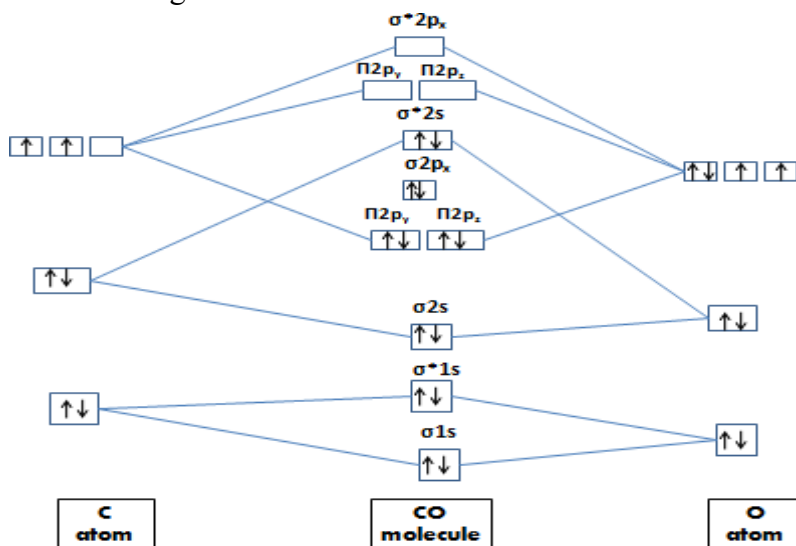 σ*2pₓ
Π2pᵧ Π2p_z
σ*2s
σ2pₓ
Π2pᵧ Π2p_z
σ2s
σ*1s
σ1s
C
atom
CO
molecule
O
atom